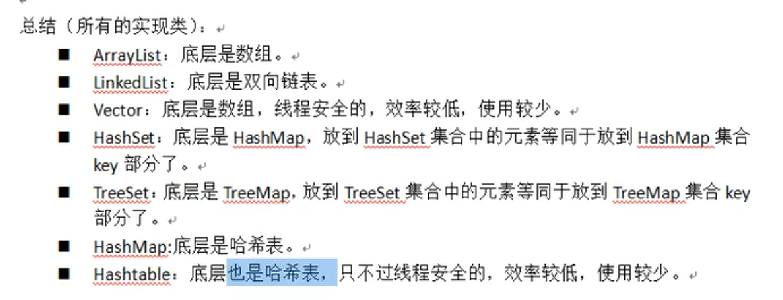 总结（所有的实现类）：
■ ArrayList：底层是数组。
■ LinkedList：底层是双向链表。
■ Vector：底层是数组，线程安全的，效率较低，使用较少。
■ HashSet：底层是 HashMap，放到 HashSet 集合中的元素等同于放到 HashMap 集合
key 部分了。
■ TreeSet：底层是 TreeMap，放到 TreeSet 集合中的元素等同于放到 TreeMap 集合 key
部分了。
■ HashMap:底层是哈希表。
■ Hashtable：底层也是哈希表，只不过线程安全的，效率较低，使用较少。